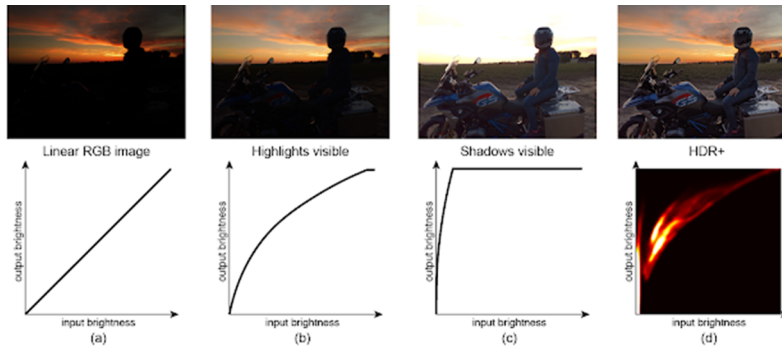 Linear RGB image
Highlights visible
Shadows visible
HDR+
output brightness
output brightness
output brightness
output brightness
input brightness
input brightness
input brightness
input brightness
(a)
(b)
(c)
(d)
GS